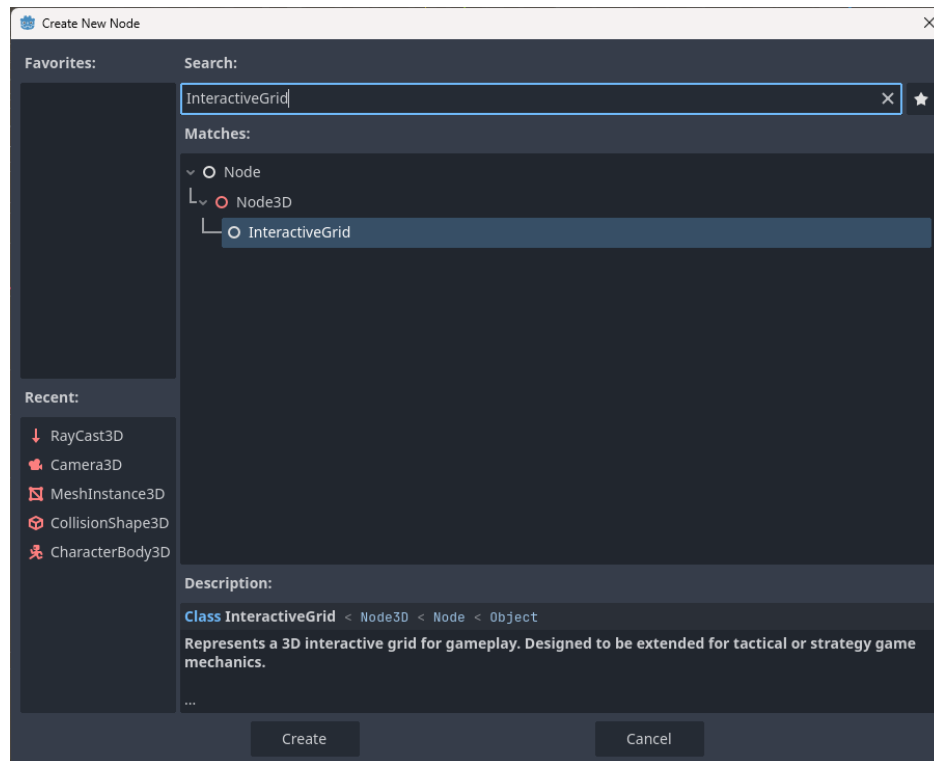 Create New Node
Favorites:
Search:
InteractiveGrid
Matches:
Node
Node3D
InteractiveGrid
Recent:
RayCast3D
Camera3D
MeshInstance3D
CollisionShape3D
CharacterBody3D
Description:
Class InteractiveGrid < Node3D < Node < Object
Represents a 3D interactive grid for gameplay. Designed to be extended for tactical or strategy game
mechanics.
...
Create
Cancel